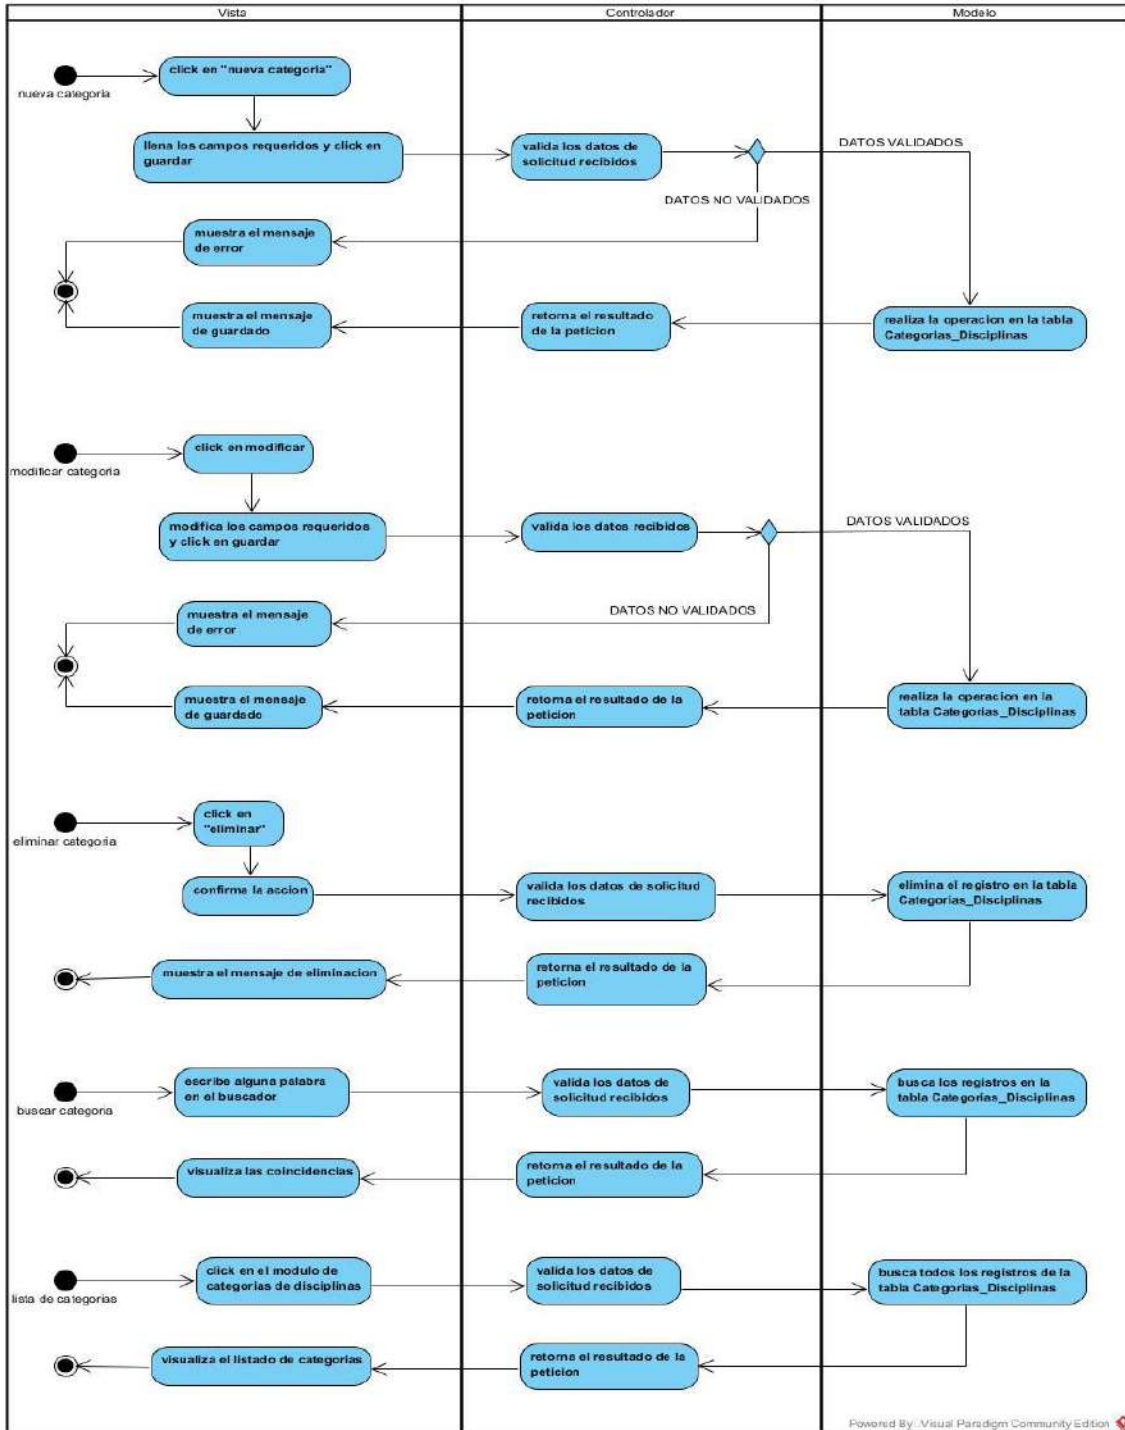 Vista
Controlador
Modelo
nueva categoria
click en "nueva categoria"
llena los campos requeridos y click en
guardar
valida los datos de
solicitud recibidos
DATOS VALIDADOS
DATOS NO VALIDADOS
muestra el mensaje
de error
muestra el mensaje
de guardado
retorna el resultado
de la peticion
realiza la operacion en la tabla
Categorias_Disciplinas
modificar categoria
click en modificar
modifica los campos requeridos
y click en guardar
valida los datos recibidos
DATOS VALIDADOS
DATOS NO VALIDADOS
muestra el mensaje
de error
muestra el mensaje
de guardado
retorna el resultado de la
peticion
realiza la operacion en la
tabla Categorias_Disciplinas
eliminar categoria
click en
"eliminar"
confirma la accion
valida los datos de solicitud
recibidos
elimina el registro en la tabla
Categorias_Disciplinas
muestra el mensaje de eliminacion
retorna el resultado de la
peticion
buscar categoria
escribe alguna palabra
en el buscador
valida los datos de
solicitud recibidos
busca los registros en la
tabla Categorias_Disciplinas
visualiza las coincidencias
retorna el resultado de la
peticion
lista de categorias
click en el modulo de
categorias de disciplinas
valida los datos de
solicitud recibidos
busca todos los registros de la
tabla Categorias_Disciplinas
visualiza el listado de categorias
retorna el resultado de la
peticion
Powered By: Visual Paradigm Community Edition